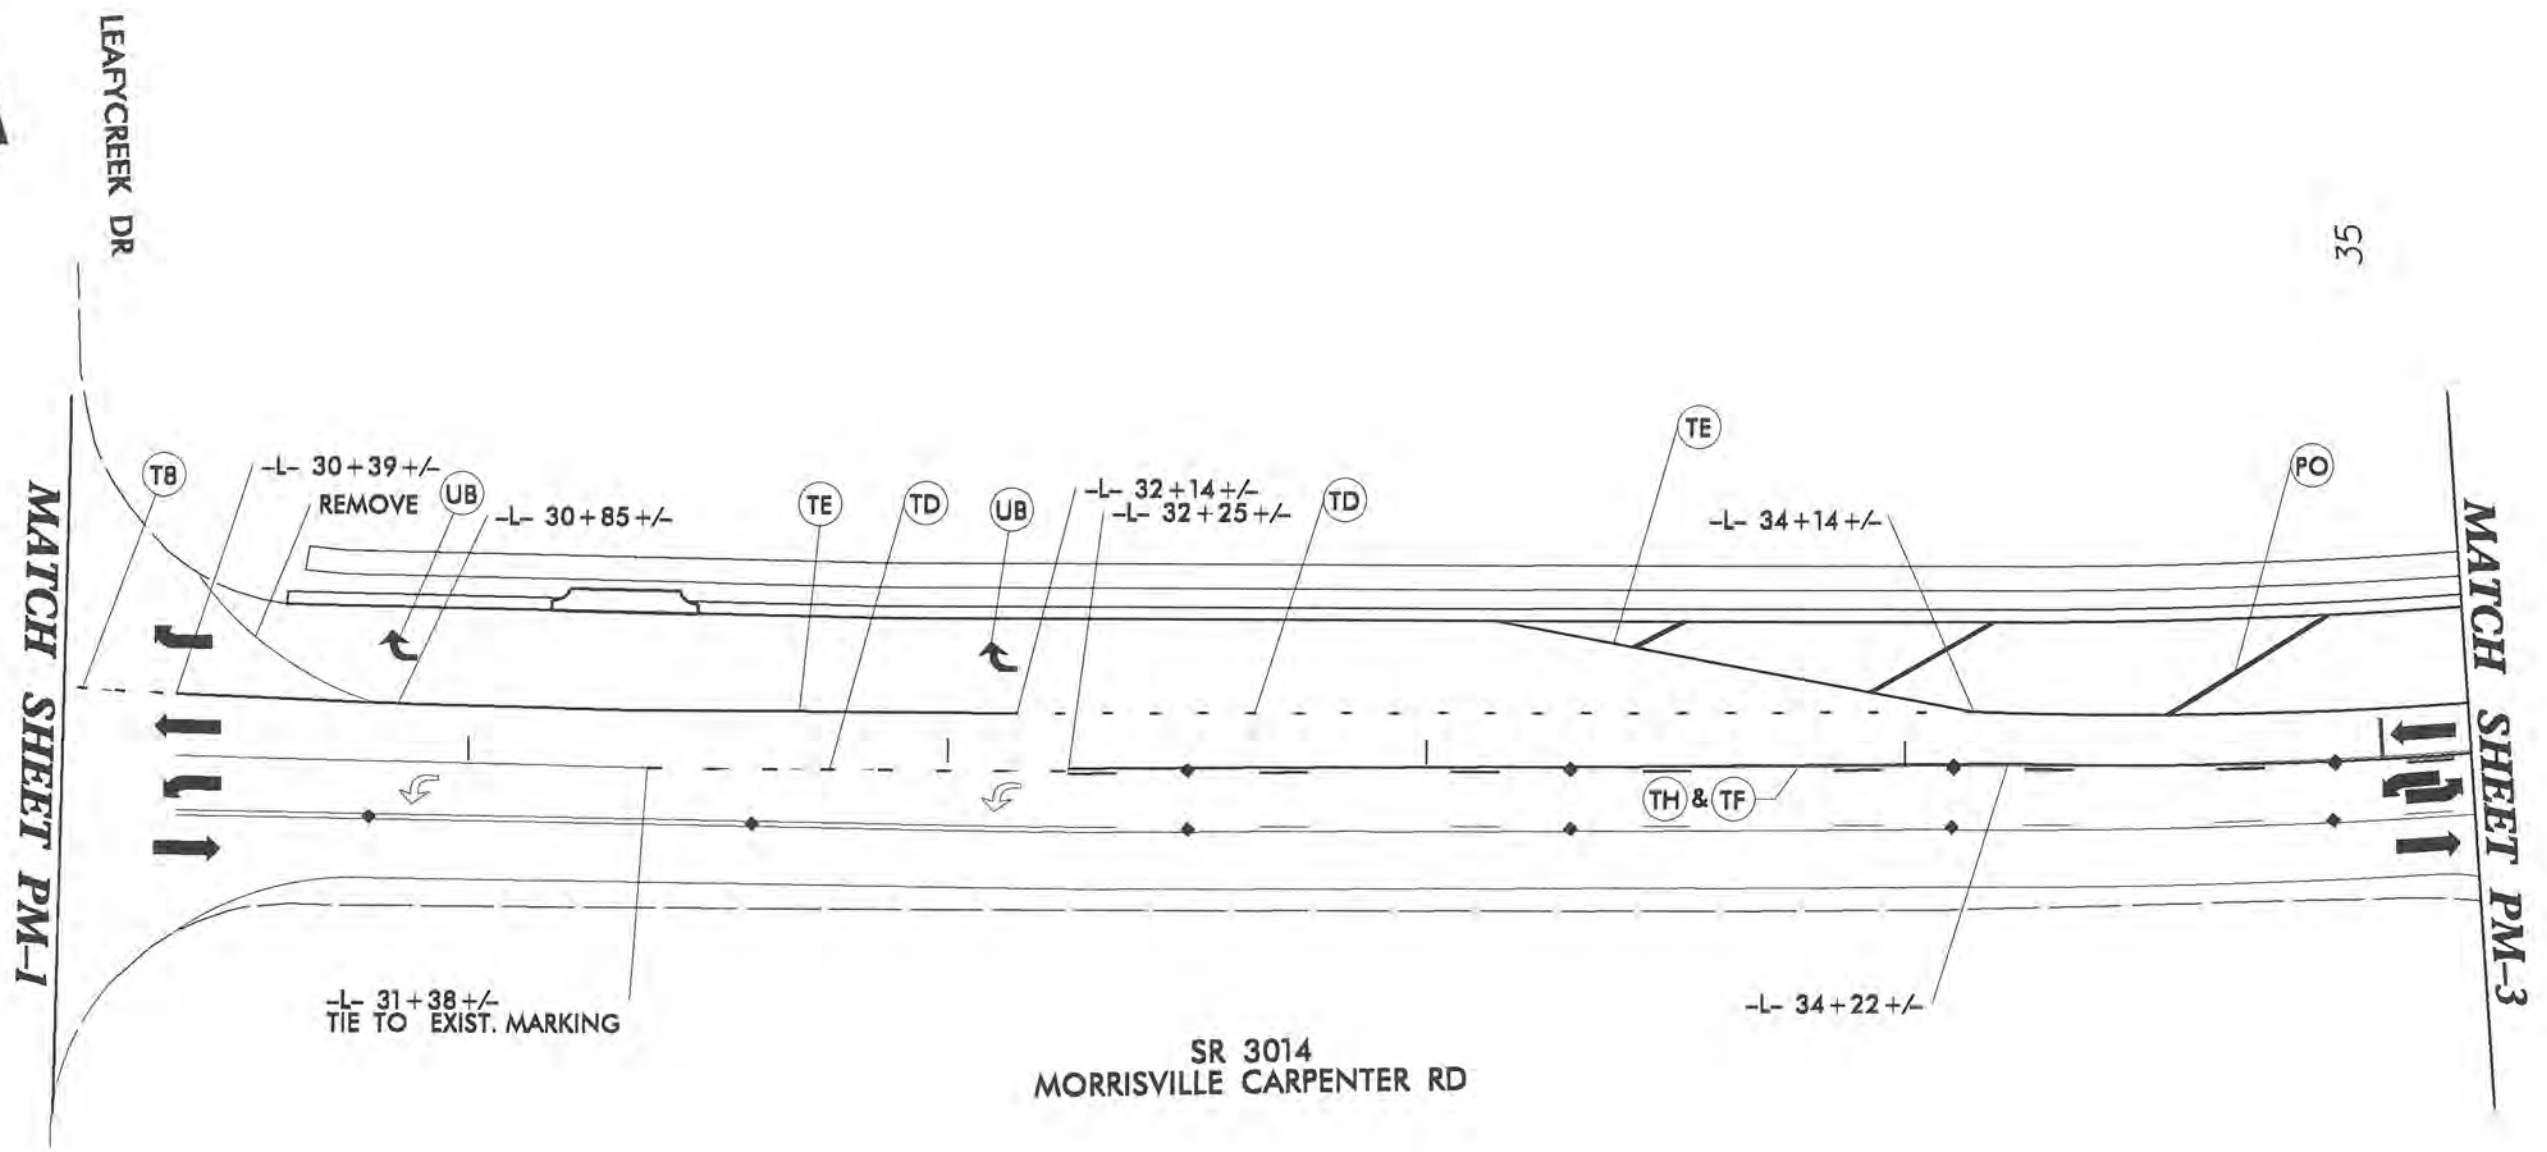 LEAFYCREEK DR
35
TE
PO
TB
-L- 30+39 +/-
REMOVE
UB
-L- 30+85 +/-
TE
TD
UB
-L- 32+14 +/-
-L- 32+25 +/-
TD
-L- 34+14 +/-
MATCH SHEET PM-1
MATCH SHEET PM-3
TH & TF
-L- 31+38 +/-
TIE TO EXIST. MARKING
-L- 34+22 +/-
SR 3014
MORRISVILLE CARPENTER RD